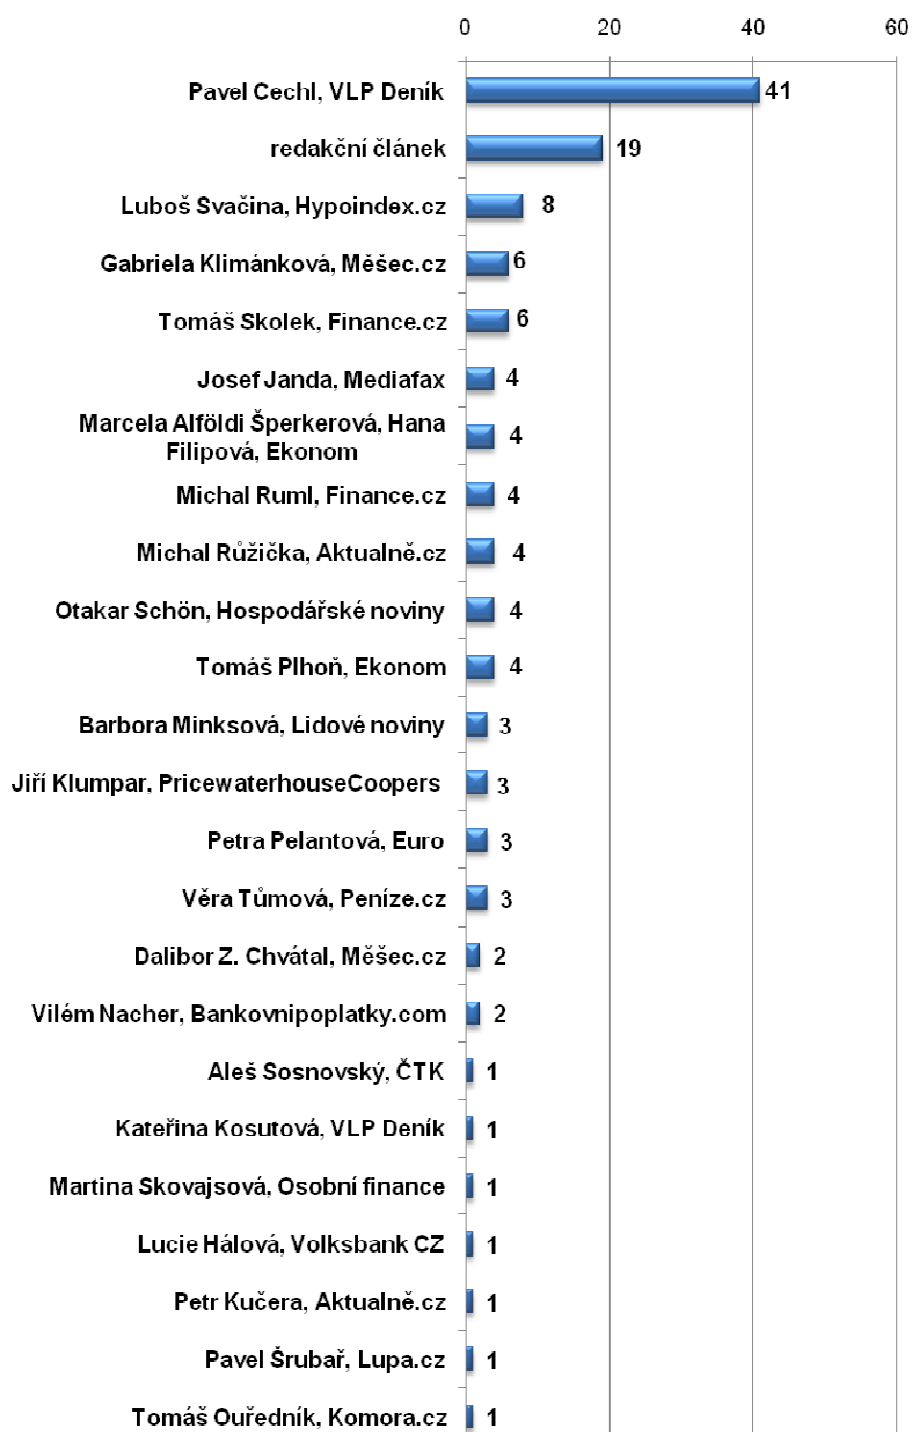 0 20 40 60
Pavel Cechl, VLP Deník 41
redakční článek 19
Luboš Svačina, Hypoindex.cz 8
Gabriela Klimánková, Měšec.cz 6
Tomáš Skolek, Finance.cz 6
Josef Janda, Mediafax 4
Marcela Alföldi Šperkerová, Hana
Filipová, Ekonom 4
Michal Ruml, Finance.cz 4
Michal Růžička, Aktualně.cz 4
Otakar Schön, Hospodářské noviny 4
Tomáš Plhoň, Ekonom 4
Barbora Minksová, Lidové noviny 3
Jiří Klumpar, PricewaterhouseCoopers 3
Petra Pelantová, Euro 3
Věra Tůmová, Peníze.cz 3
Dalibor Z. Chvátal, Měšec.cz 2
Vilém Nacher, Bankovnipoplatky.com 2
Aleš Sosnovský, ČTK 1
Kateřina Kosutová, VLP Deník 1
Martina Skovajsová, Osobní finance 1
Lucie Hálová, Volksbank CZ 1
Petr Kučera, Aktualně.cz 1
Pavel Šrubař, Lupa.cz 1
Tomáš Ouředník, Komora.cz 1